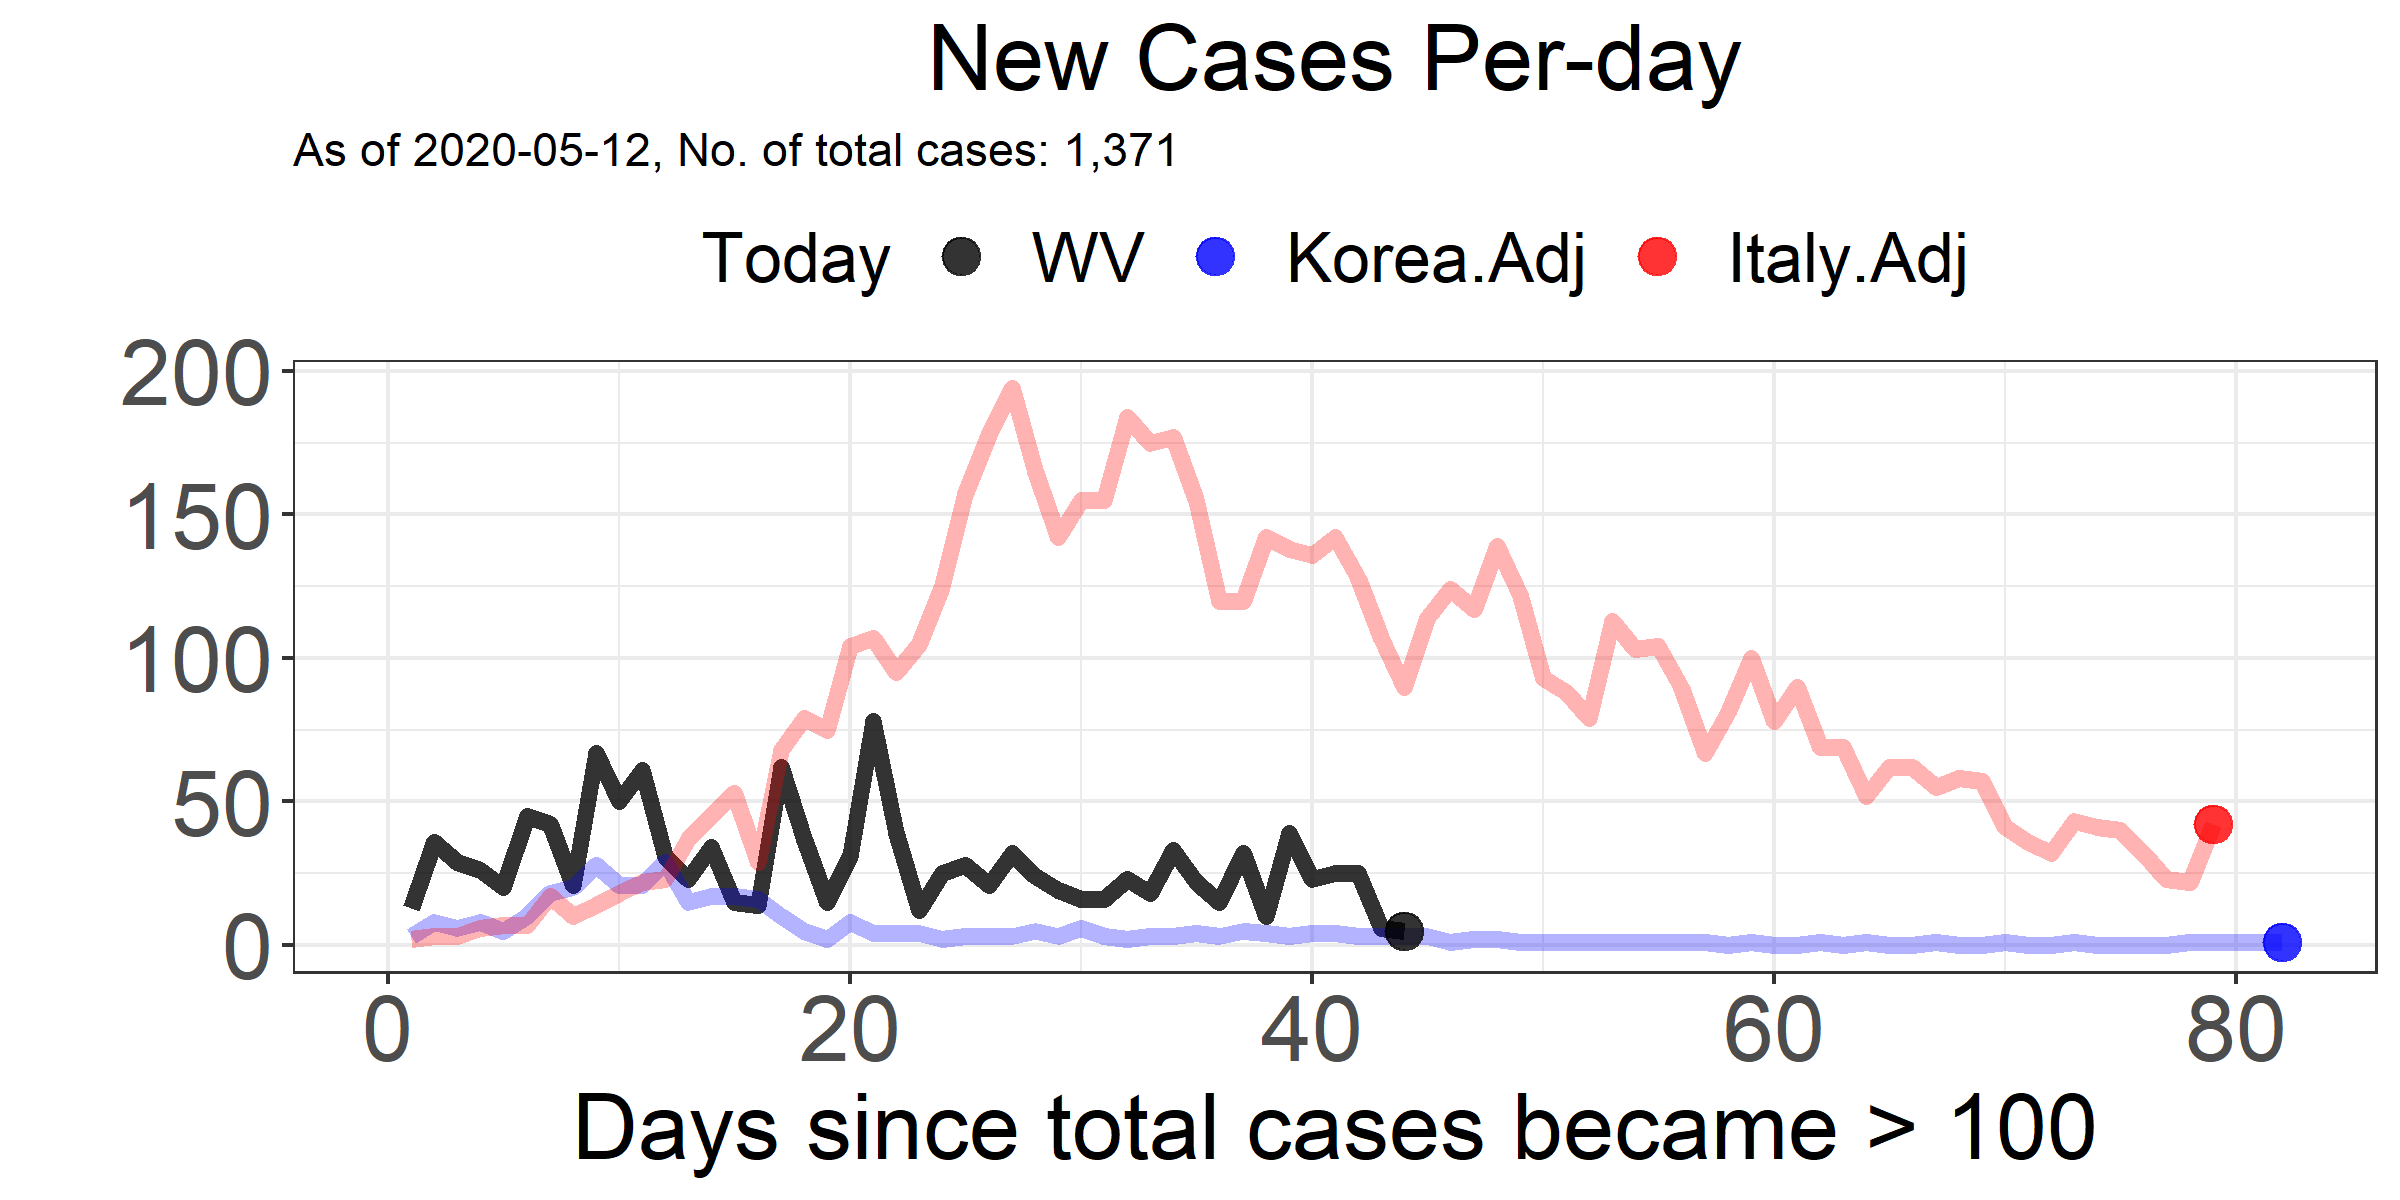 New Cases Per-day
As of 2020-05-12, No. of total cases: 1,371
Today WV Korea.Adj Italy.Adj
200
150
100
50
0
0 20 40 60 80
Days since total cases became > 100